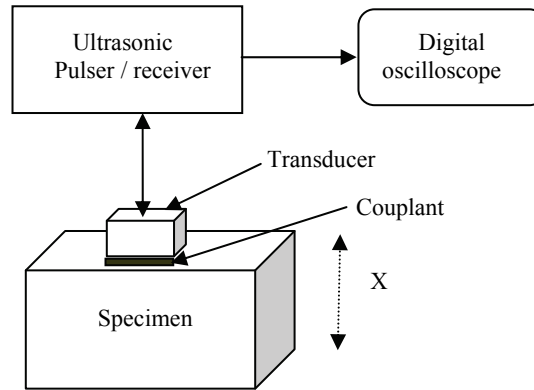 Ultrasonic
Pulser / receiver
Digital
oscilloscope
Transducer
Couplant
X
Specimen